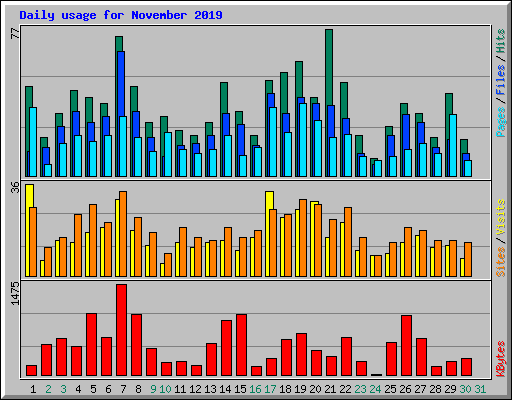 Daily usage for November 2019
77
Pages / Files / Hits
36
Sites / Visits
1475
KBytes
1 2 3 4 5 6 7 8 9 10 11 12 13 14 15 16 17 18 19 20 21 22 23 24 25 26 27 28 29 30 31